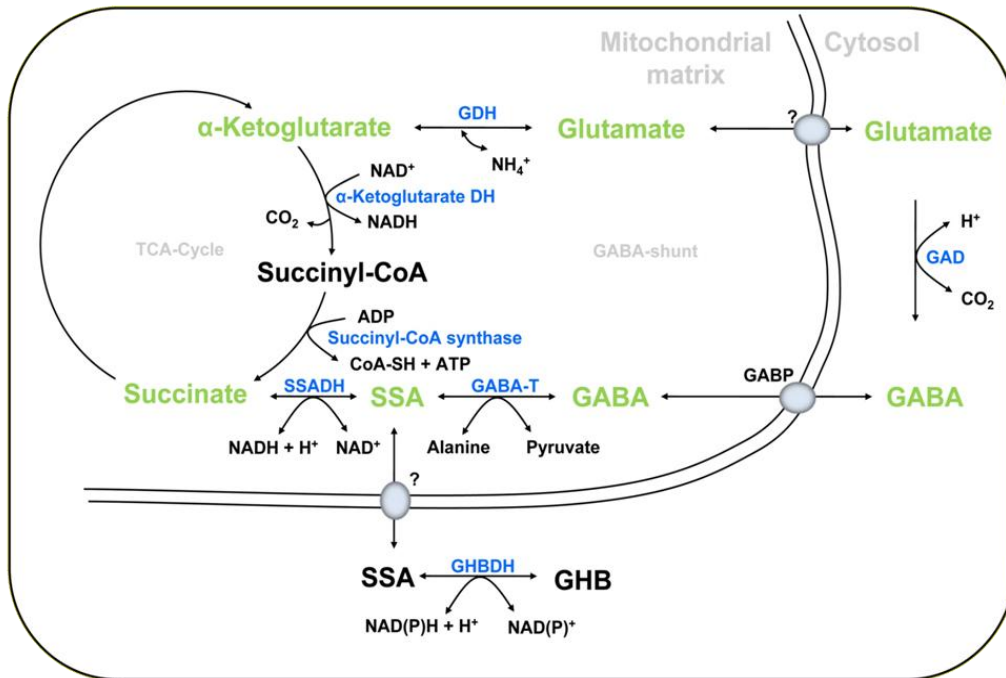 Mitochondrial
matrix
Cytosol
α-Ketoglutarate
GDH
Glutamate
?
Glutamate
NH₄⁺
NAD⁺
α-Ketoglutarate DH
CO₂
NADH
H⁺
TCA-Cycle
GABA-shunt
GAD
Succinyl-CoA
CO₂
ADP
Succinyl-CoA synthase
CoA-SH + ATP
Succinate
SSADH
SSA
GABA-T
GABA
GABP
GABA
NADH + H⁺
NAD⁺
Alanine
Pyruvate
?
SSA
GHBDH
GHB
NAD(P)H + H⁺
NAD(P)⁺